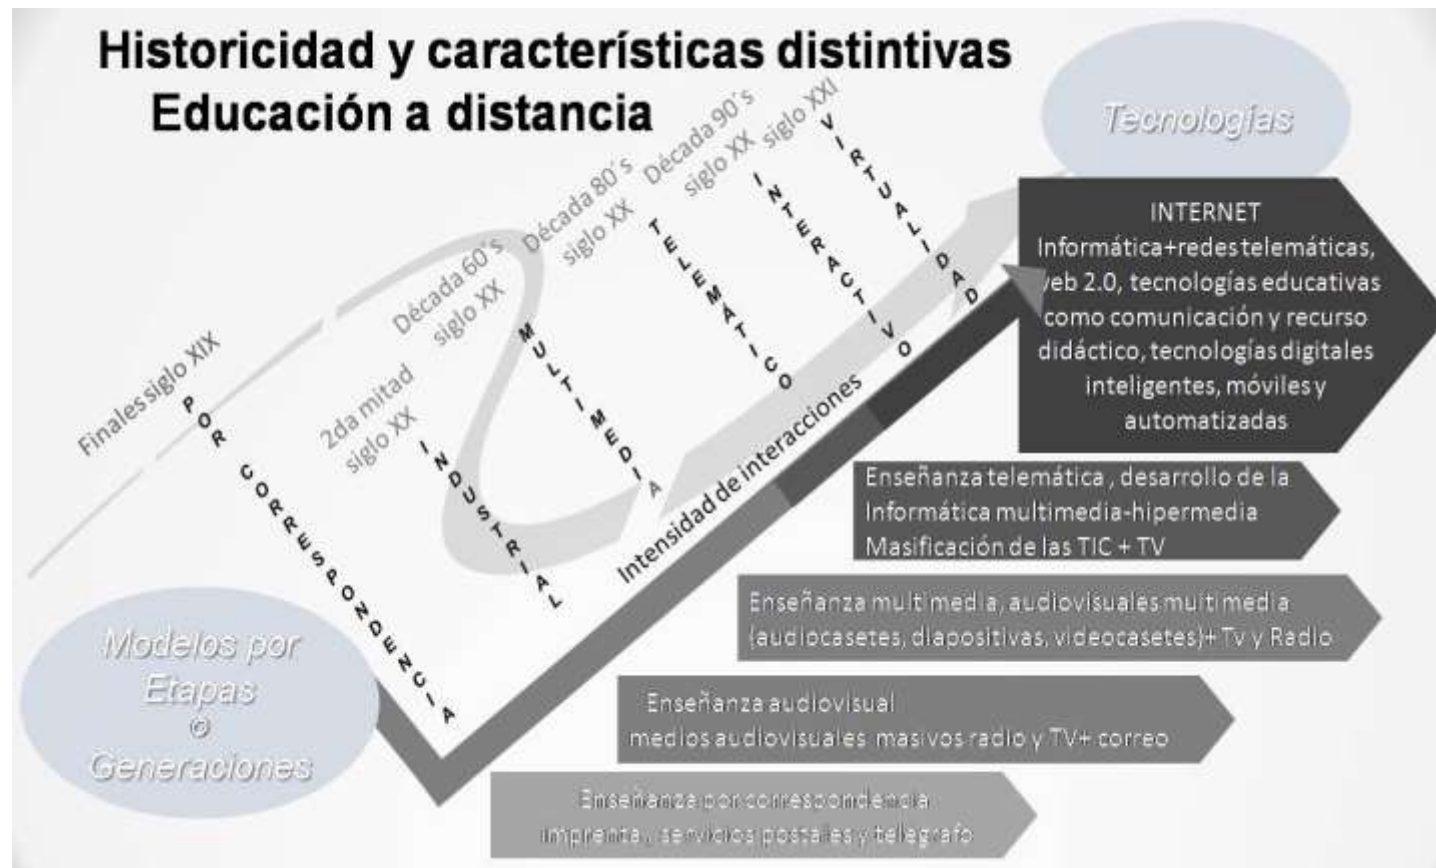 Historicidad y características distintivas
Educación a distancia
Finales siglo XIX
POR CORRESPONDENCIA
2da mitad
siglo XX
INDUSTRIAL
Década 60´s
siglo XX
MULTIMEDIA
Década 80´s
siglo XX
TELEMÁTICO
Década 90´s
siglo XX
INTERACTIVO
siglo XXI
VIRTUALIDAD
Intensidad de interacciones
Modelos por
Etapas
o
Generaciones
Tecnologías
INTERNET
Informática+redes telemáticas,
web 2.0, tecnologías educativas
como comunicación y recurso
didáctico, tecnologías digitales
inteligentes, móviles y
automatizadas
Enseñanza telemática , desarrollo de la
Informática multimedia-hipermedia
Masificación de las TIC + TV
Enseñanza multimedia, audiovisuales multimedia
(audiocasetes, diapositivas, videocasetes)+ Tv y Radio
Enseñanza audiovisual
medios audiovisuales masivos radio y TV+ correo
Enseñanza por correspondencia
imprenta , servicios postales y telégrafo